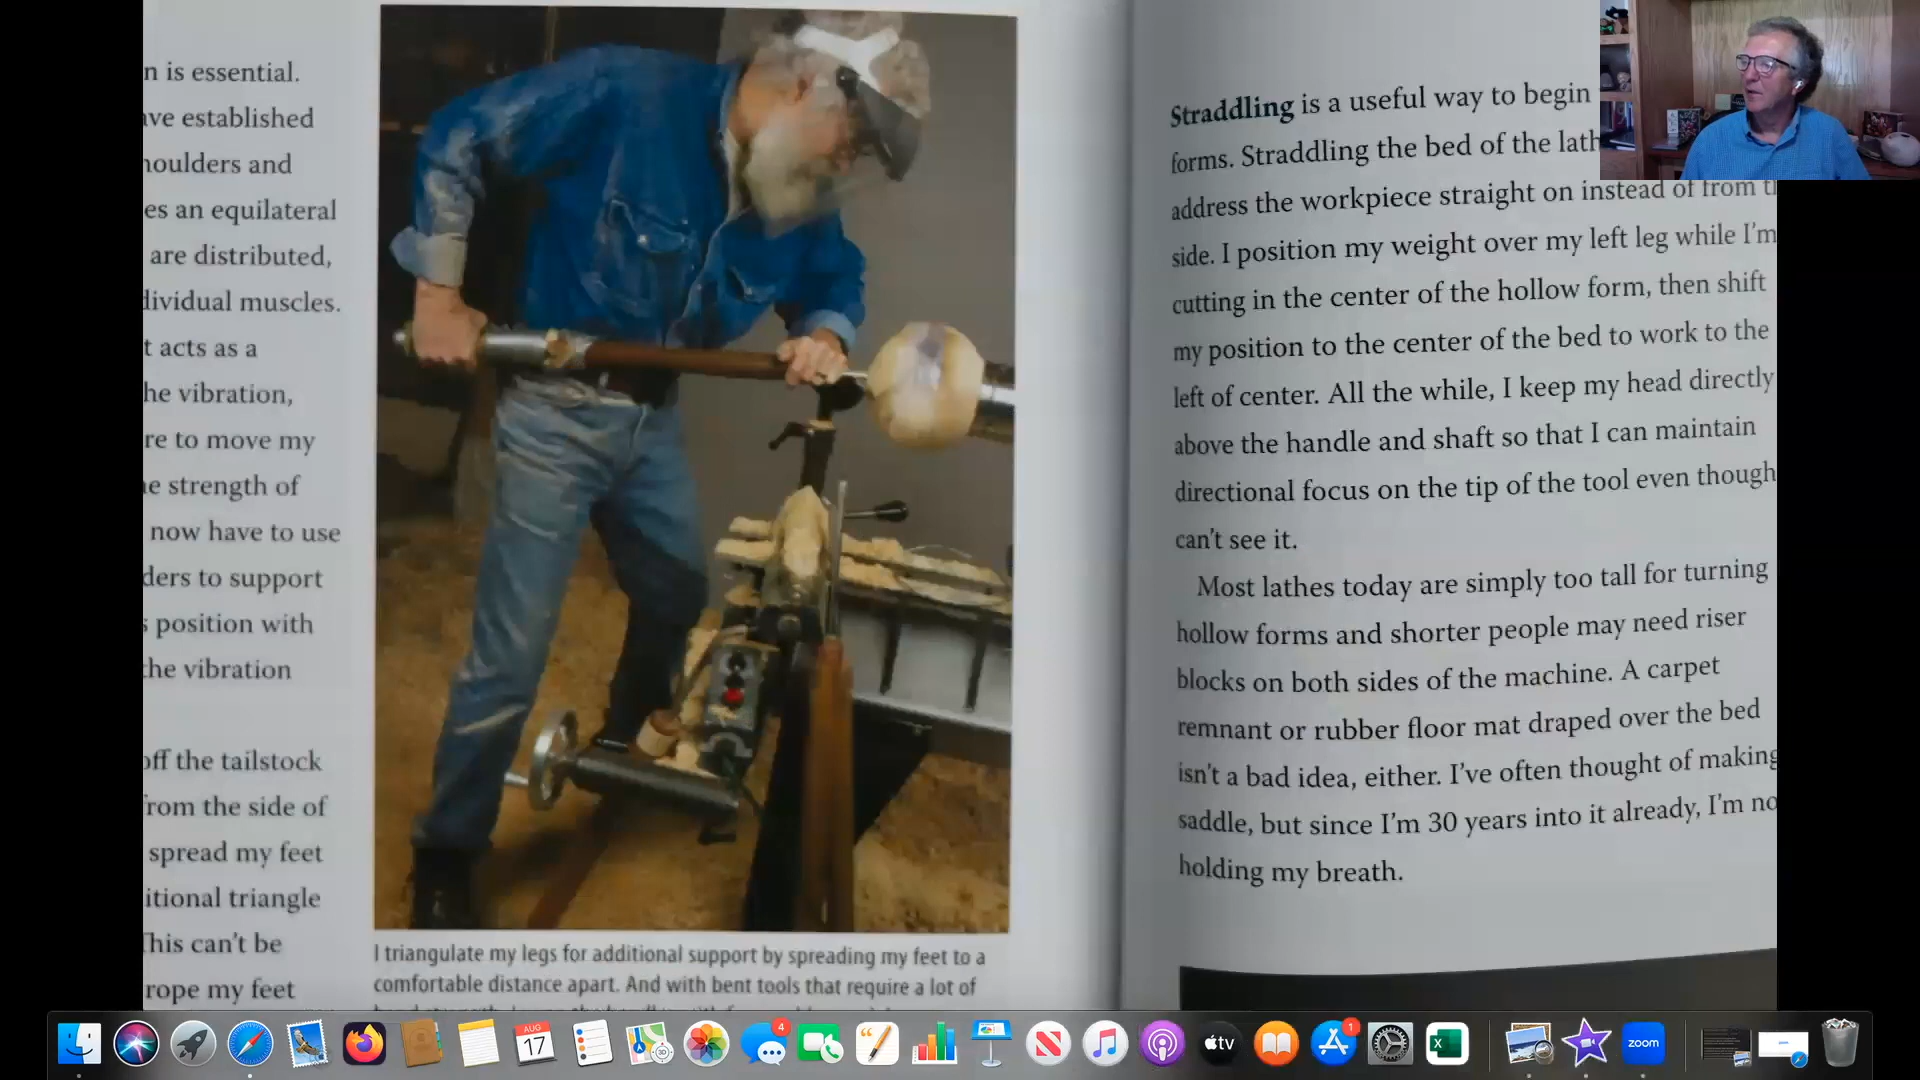 n is essential.
ave established
houlders and
es an equilateral
are distributed,
dividual muscles.
t acts as a
the vibration,
re to move my
he strength of
now have to use
ders to support
s position with
the vibration
off the tailstock
from the side of
spread my feet
itional triangle
This can't be
rope my feet
I triangulate my legs for additional support by spreading my feet to a
comfortable distance apart. And with bent tools that require a lot of
Straddling is a useful way to begin
forms. Straddling the bed of the lath
address the workpiece straight on instead of from t
side. I position my weight over my left leg while I'm
cutting in the center of the hollow form, then shift
my position to the center of the bed to work to the
left of center. All the while, I keep my head directly
above the handle and shaft so that I can maintain
directional focus on the tip of the tool even though
can't see it.
Most lathes today are simply too tall for turning
hollow forms and shorter people may need riser
blocks on both sides of the machine. A carpet
remnant or rubber floor mat draped over the bed
isn't a bad idea, either. I've often thought of making
saddle, but since I'm 30 years into it already, I'm no
holding my breath.
AUG
17
4
tv
1
X
zoom